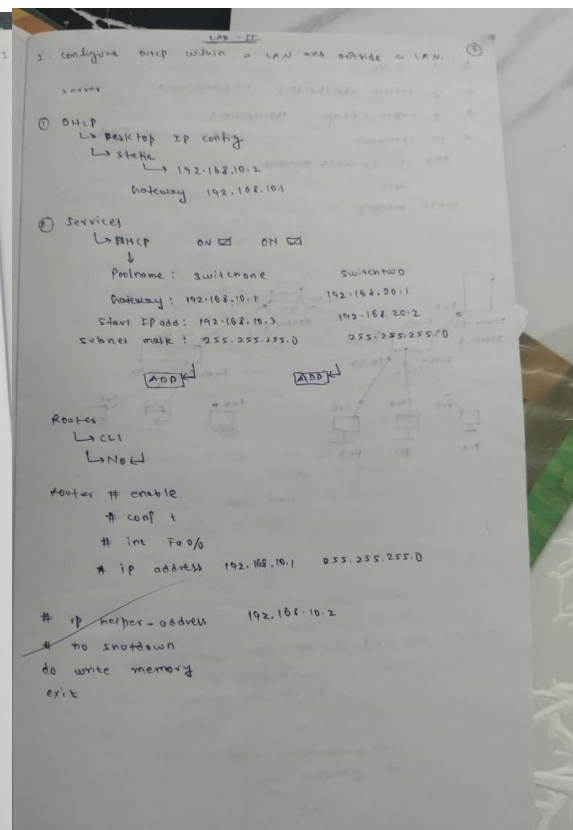 LAB - II
③
1. configure DHCP within a LAN and outside a LAN.
server
① DHCP
↳ Desktop IP config
↳ static
↳ 192.168.10.2
Gateway 192.168.10.1
② Services
↳ DHCP ON ☑ ON ☑
↓
Poolname : switchone switchtwo
Gateway : 192.168.10.1 192.168.20.1
Start IP add : 192.168.10.3 192.168.20.2
subnet mask : 255.255.255.0 255.255.255.0
ADD ↵ ADD ↵
Router
↳ CLI
↳ No ↵
Router # enable
# conf t
# int Fa 0/0
# ip address 192.168.10.1 255.255.255.0
# ip helper-address 192.168.10.2
# no shutdown
do write memory
exit